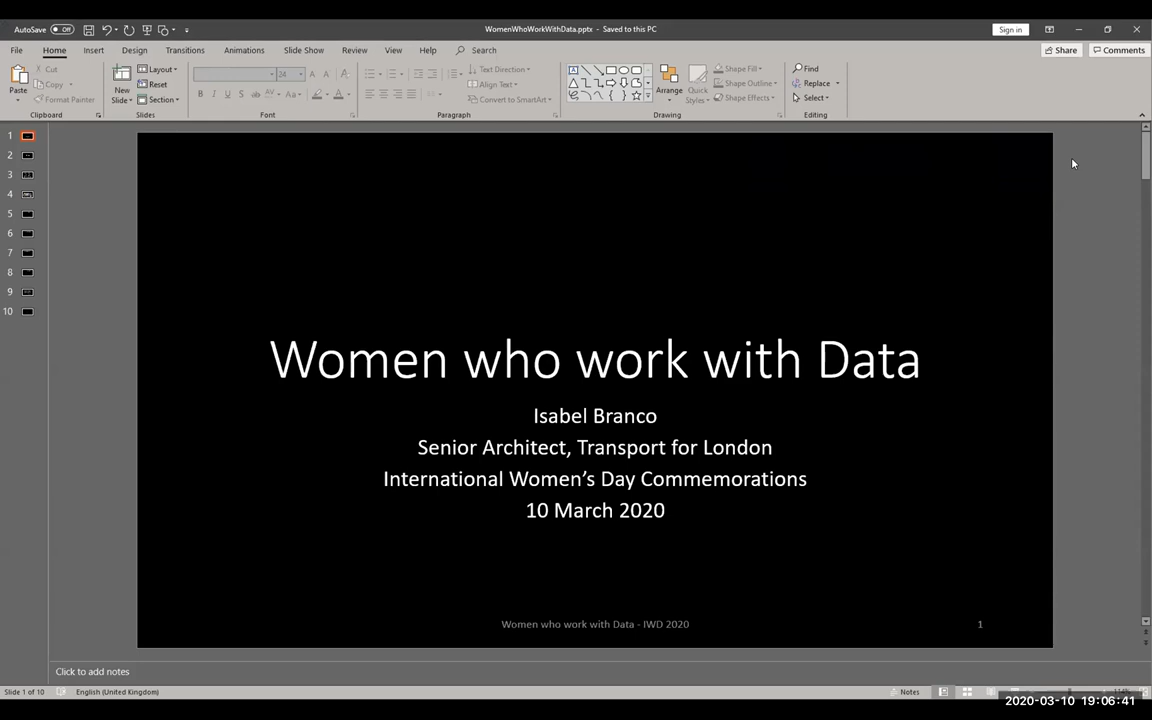 AutoSave Off
WomenWhoWorkWithData.pptx - Saved to this PC
Sign in
File Home Insert Design Transitions Animations Slide Show Review View Help Search
Share Comments
Paste
Cut
Copy
Format Painter
Clipboard
New Slide
Layout
Reset
Section
Slides
24
B I U S ab AV Aa A
Font
Text Direction
Align Text
Convert to SmartArt
Paragraph
Arrange
Quick Styles
Shape Fill
Shape Outline
Shape Effects
Drawing
Find
Replace
Select
Editing
1
2
3
4
5
6
7
8
9
10
Women who work with Data
Isabel Branco
Senior Architect, Transport for London
International Women's Day Commemorations
10 March 2020
Women who work with Data - IWD 2020
1
Click to add notes
Slide 1 of 10
English (United Kingdom)
Notes
2020-03-10 19:06:41